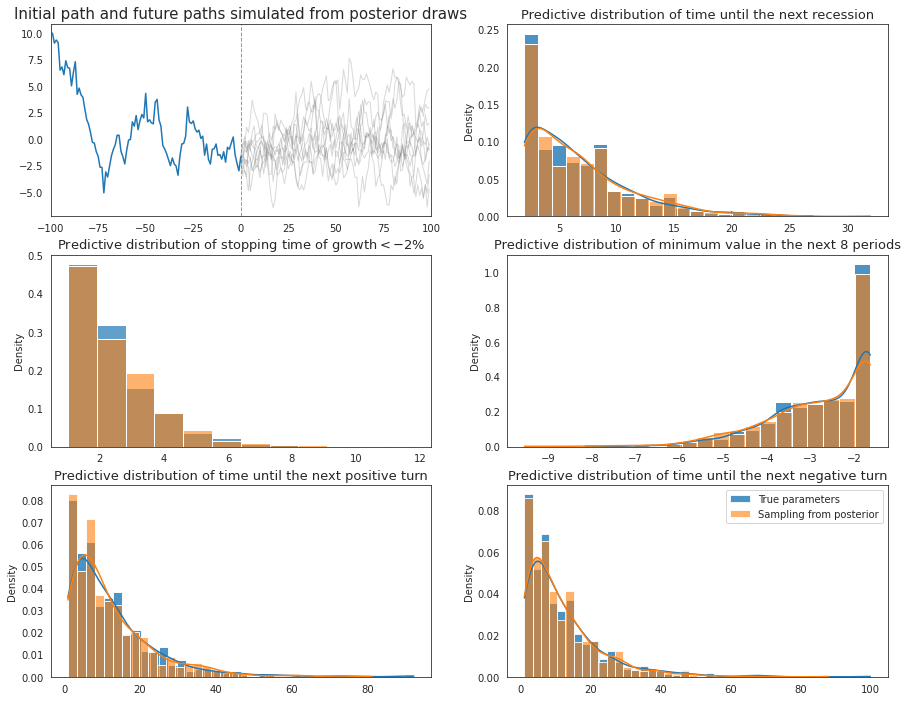 Initial path and future paths simulated from posterior draws
10.0
7.5
5.0
2.5
0.0
−2.5
−5.0
−100 −75 −50 −25 0 25 50 75 100
Predictive distribution of time until the next recession
Density
0.25
0.20
0.15
0.10
0.05
0.00
5 10 15 20 25 30
Predictive distribution of stopping time of growth < −2%
Density
0.5
0.4
0.3
0.2
0.1
0.0
2 4 6 8 10 12
Predictive distribution of minimum value in the next 8 periods
Density
1.0
0.8
0.6
0.4
0.2
0.0
−9 −8 −7 −6 −5 −4 −3 −2
Predictive distribution of time until the next positive turn
Density
0.08
0.07
0.06
0.05
0.04
0.03
0.02
0.01
0.00
0 20 40 60 80
Predictive distribution of time until the next negative turn
True parameters
Sampling from posterior
Density
0.08
0.06
0.04
0.02
0.00
0 20 40 60 80 100